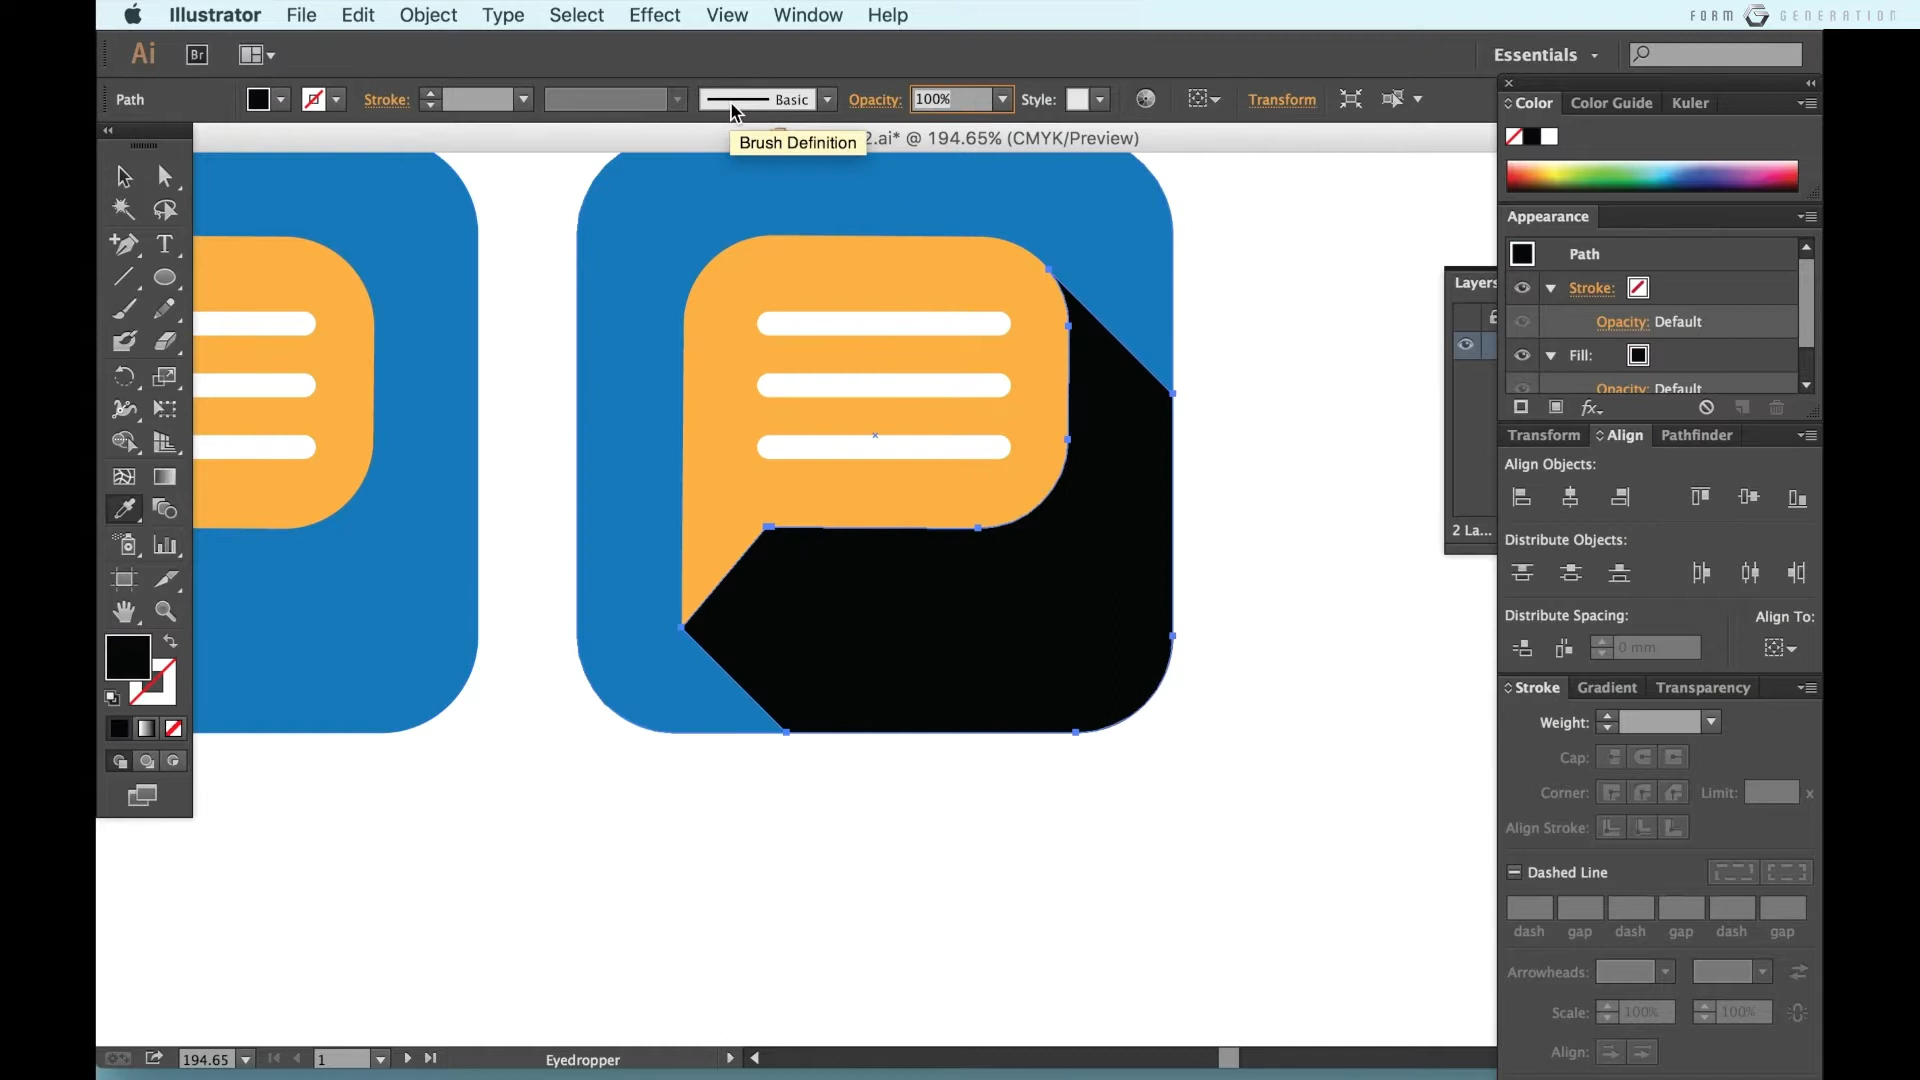 Illustrator File Edit Object Type Select Effect View Window Help
FORM GENERATION
Ai Br Essentials
Path Stroke: Basic Opacity: 100% Style: Transform
Brush Definition
2.ai* @ 194.65% (CMYK/Preview)
Color Color Guide Kuler
Appearance
Path
Stroke:
Opacity: Default
Fill:
Opacity: Default
fx
Layers
2 La...
Transform Align Pathfinder
Align Objects:
Distribute Objects:
Distribute Spacing: Align To:
0 mm
Stroke Gradient Transparency
Weight:
Cap:
Corner: Limit: x
Align Stroke:
Dashed Line
dash gap dash gap dash gap
Arrowheads:
Scale: 100% 100%
Align:
T
194.65 1 Eyedropper